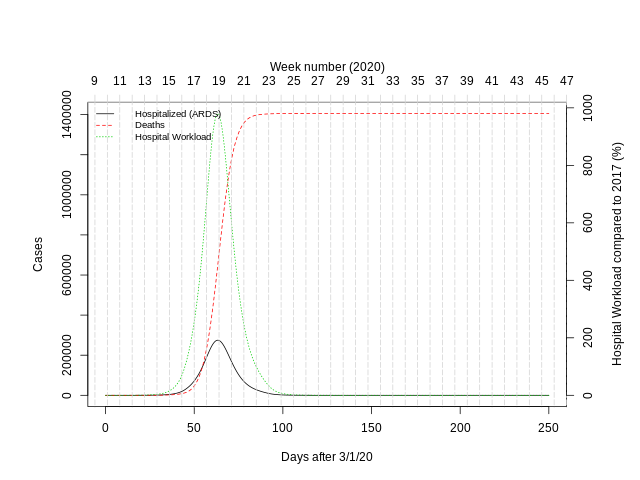 Week number (2020)
9 11 13 15 17 19 21 23 25 27 29 31 33 35 37 39 41 43 45 47
Hospitalized (ARDS)
Deaths
Hospital Workload
Cases
1400000
1000000
600000
200000
0
1000
800
600
400
200
0
Hospital Workload compared to 2017 (%)
0 50 100 150 200 250
Days after 3/1/20